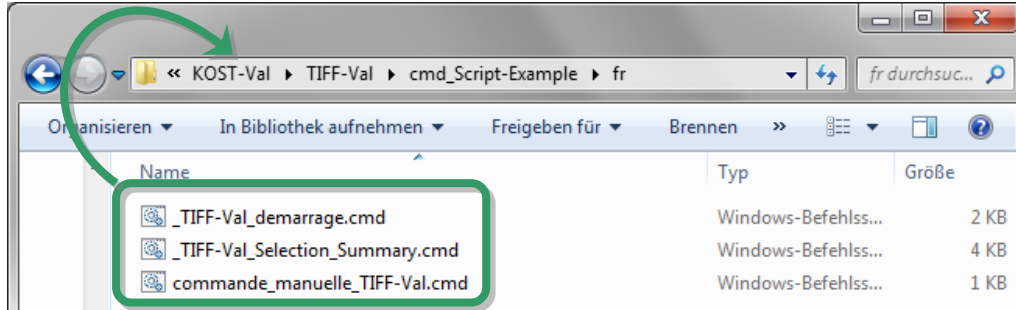 « KOST-Val ▸ TIFF-Val ▸ cmd_Script-Example ▸ fr fr durchsuc...
Organisieren In Bibliothek aufnehmen Freigeben für Brennen »
Name Typ Größe
_TIFF-Val_demarrage.cmd Windows-Befehlss... 2 KB
_TIFF-Val_Selection_Summary.cmd Windows-Befehlss... 4 KB
commande_manuelle_TIFF-Val.cmd Windows-Befehlss... 1 KB